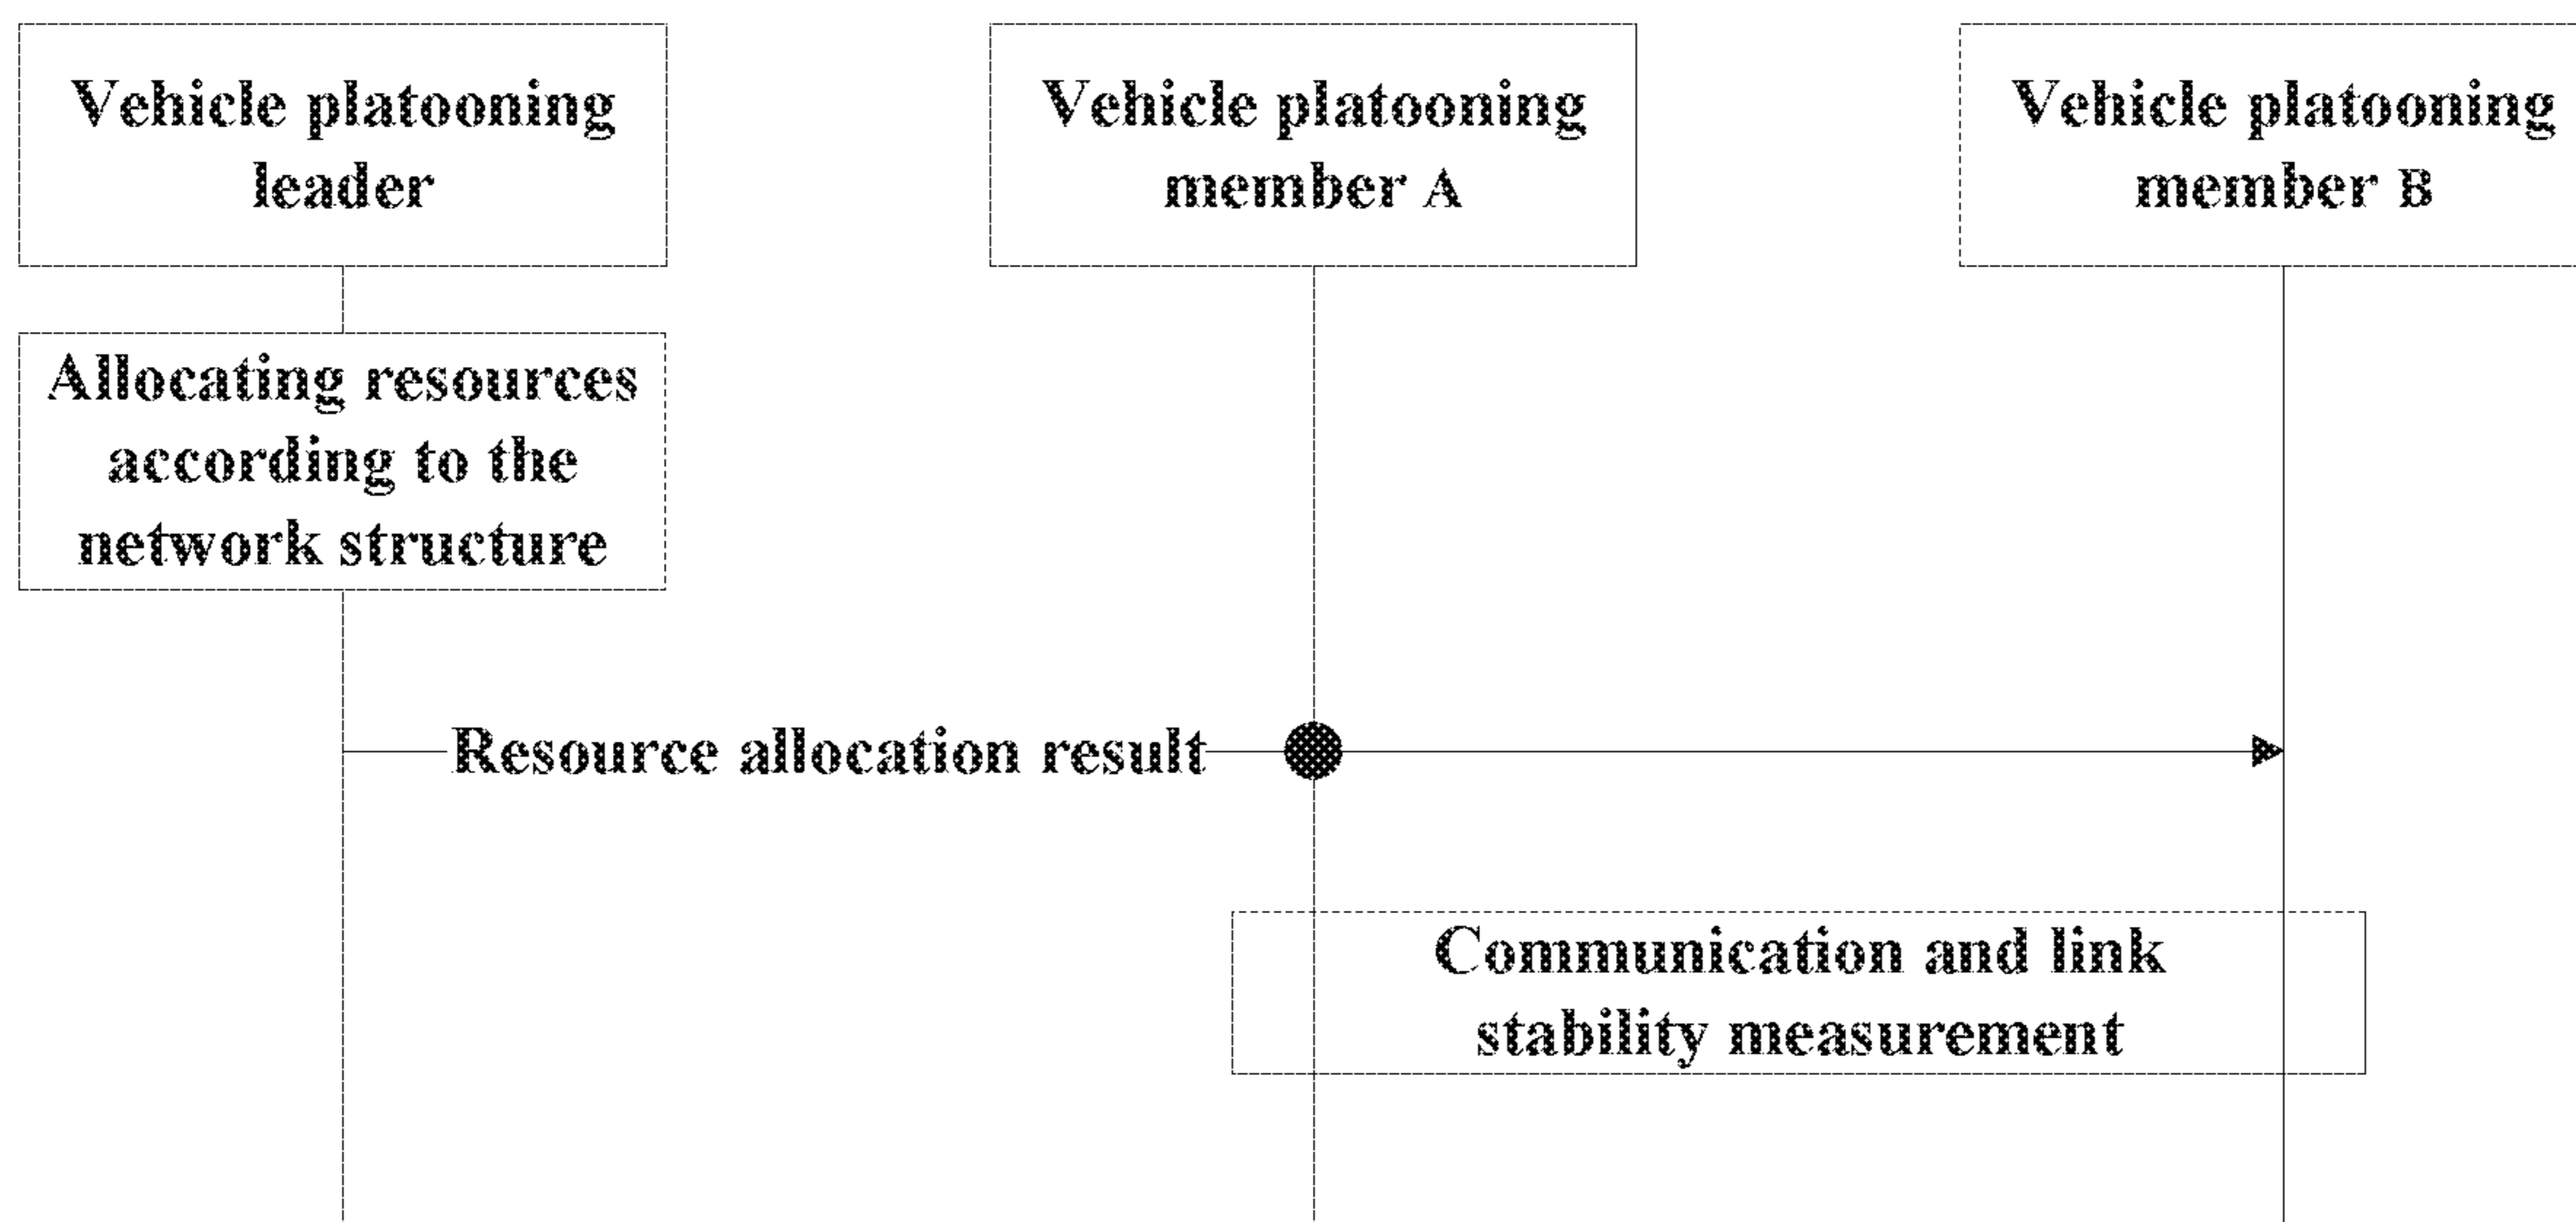 Vehicle platooning
leader
Vehicle platooning
member A
Vehicle platooning
member B
Allocating resources
according to the
network structure
Resource allocation result
Communication and link
stability measurement